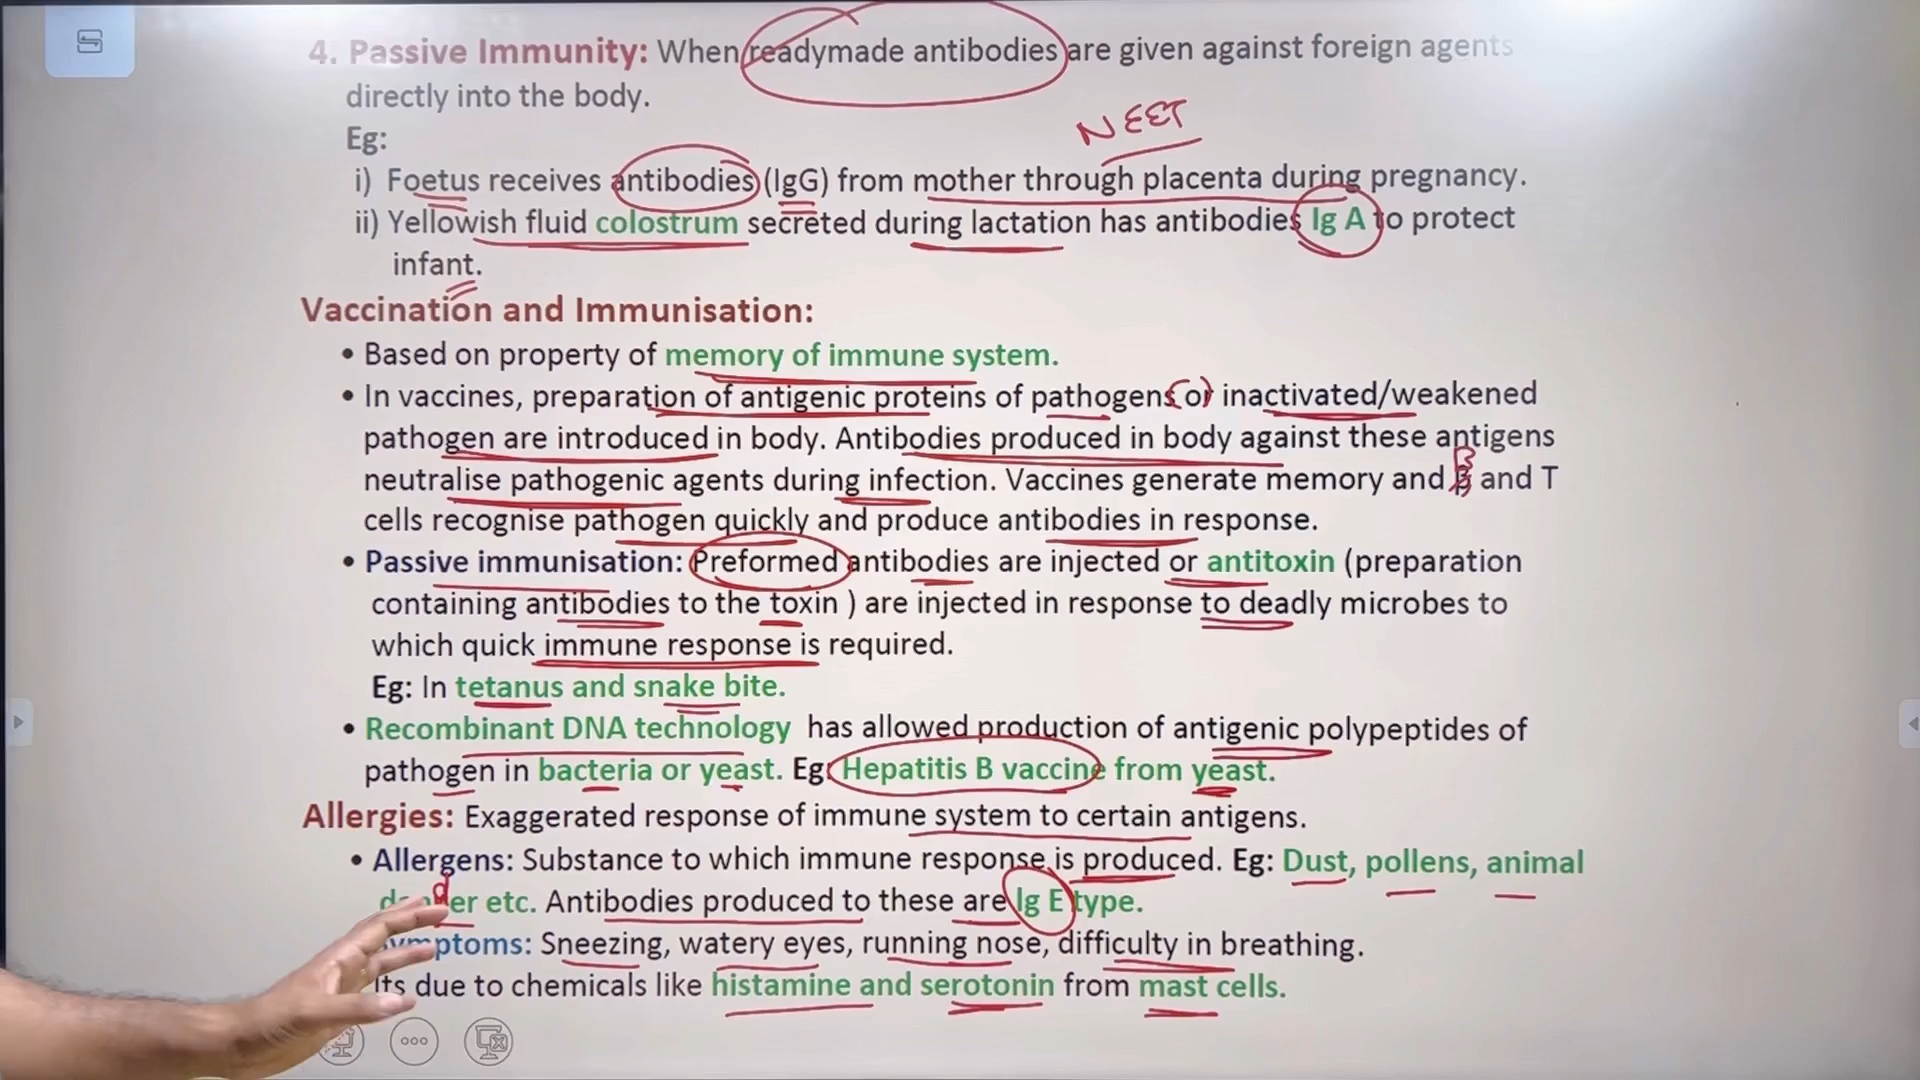 4. Passive Immunity: When readymade antibodies are given against foreign agents
directly into the body.
NEET
Eg:
i) Foetus receives antibodies (IgG) from mother through placenta during pregnancy.
ii) Yellowish fluid colostrum secreted during lactation has antibodies Ig A to protect
infant.
Vaccination and Immunisation:
• Based on property of memory of immune system.
• In vaccines, preparation of antigenic proteins of pathogens (or) inactivated/weakened
pathogen are introduced in body. Antibodies produced in body against these antigens
neutralise pathogenic agents during infection. Vaccines generate memory and B and T
cells recognise pathogen quickly and produce antibodies in response.
• Passive immunisation: Preformed antibodies are injected or antitoxin (preparation
containing antibodies to the toxin ) are injected in response to deadly microbes to
which quick immune response is required.
Eg: In tetanus and snake bite.
• Recombinant DNA technology has allowed production of antigenic polypeptides of
pathogen in bacteria or yeast. Eg: Hepatitis B vaccine from yeast.
Allergies: Exaggerated response of immune system to certain antigens.
• Allergens: Substance to which immune response is produced. Eg: Dust, pollens, animal
etc. Antibodies produced to these are Ig E type.
Symptoms: Sneezing, watery eyes, running nose, difficulty in breathing.
Its due to chemicals like histamine and serotonin from mast cells.